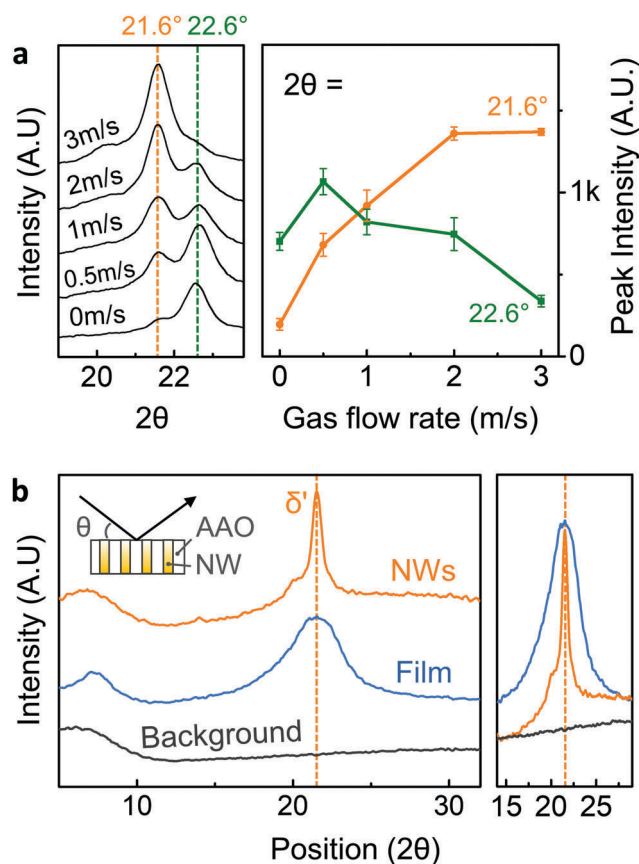 a
21.6° 22.6°
Intensity (A.U)
3m/s
2m/s
1m/s
0.5m/s
0m/s
20 22
2θ
2θ =
21.6°
22.6°
1k
0
Peak Intensity (A.U.)
0 1 2 3
Gas flow rate (m/s)
b
Intensity (A.U)
θ
AAO
NW
δ'
NWs
Film
Background
10 20 30
15 20 25
Position (2θ)